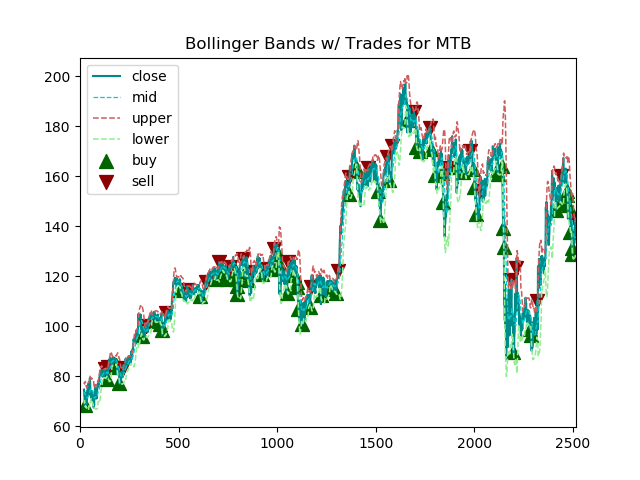 Bollinger Bands w/ Trades for MTB
close
mid
upper
lower
buy
sell
200
180
160
140
120
100
80
60
0 500 1000 1500 2000 2500